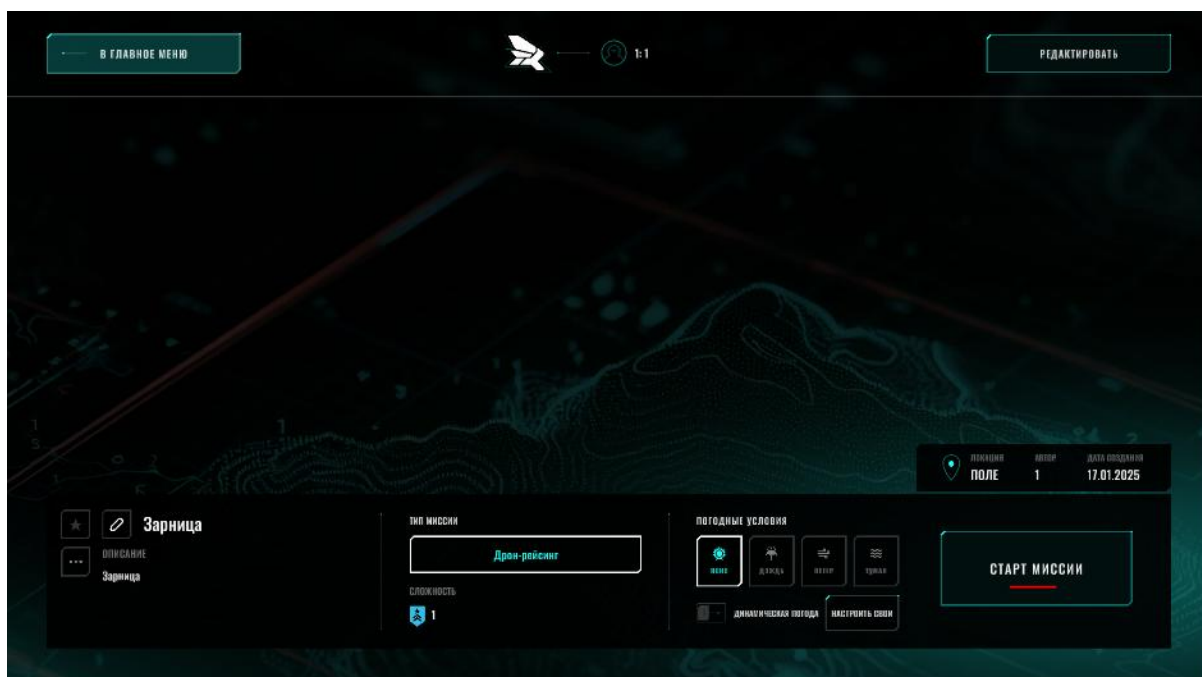 В ГЛАВНОЕ МЕНЮ
1:1
РЕДАКТИРОВАТЬ
ЛОКАЦИЯ
ПОЛЕ
АВТОР
1
ДАТА СОЗДАНИЯ
17.01.2025
Зарница
ОПИСАНИЕ
Зарница
ТИП МИССИИ
Дрон-рейсинг
СЛОЖНОСТЬ
1
ПОГОДНЫЕ УСЛОВИЯ
ЯСНО
ДОЖДЬ
ВЕТЕР
ТУМАН
ДИНАМИЧЕСКАЯ ПОГОДА
НАСТРОИТЬ СВОИ
СТАРТ МИССИИ